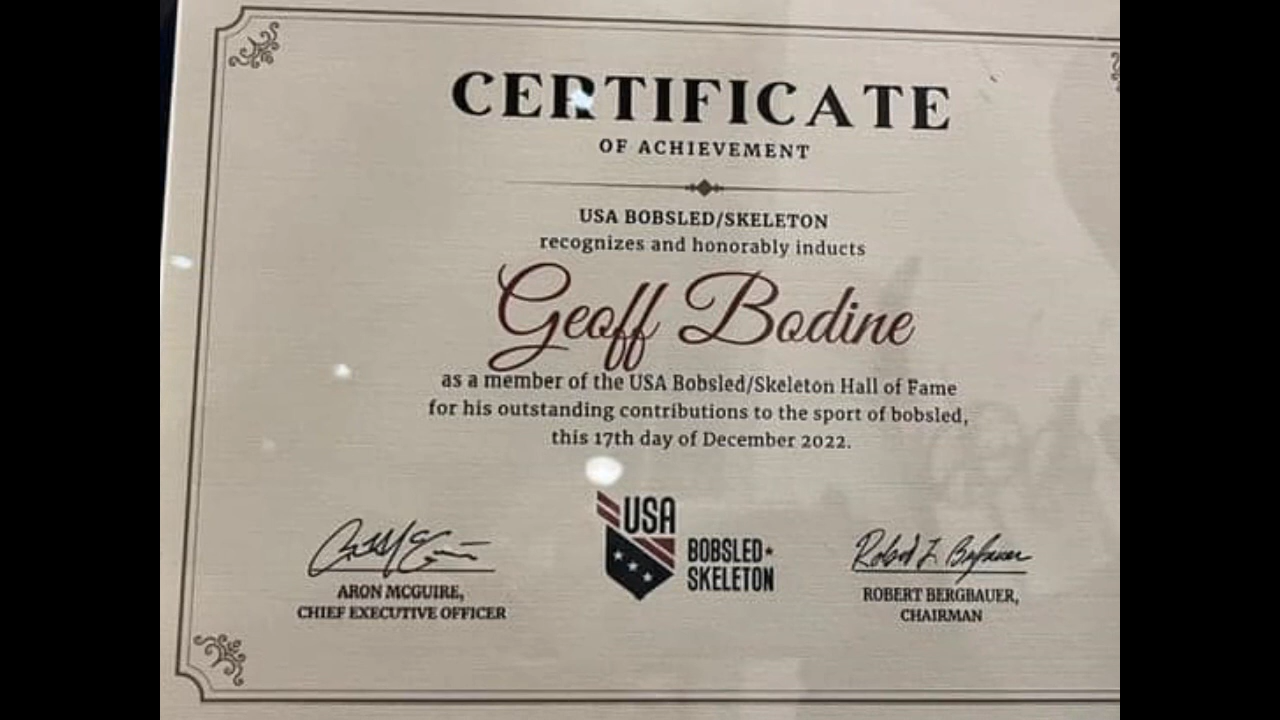 CERTIFICATE
OF ACHIEVEMENT
USA BOBSLED/SKELETON
recognizes and honorably inducts
Geoff Bodine
as a member of the USA Bobsled/Skeleton Hall of Fame
for his outstanding contributions to the sport of bobsled,
this 17th day of December 2022.
USA
BOBSLED★
SKELETON
ARON MCGUIRE,
CHIEF EXECUTIVE OFFICER
ROBERT BERGBAUER,
CHAIRMAN